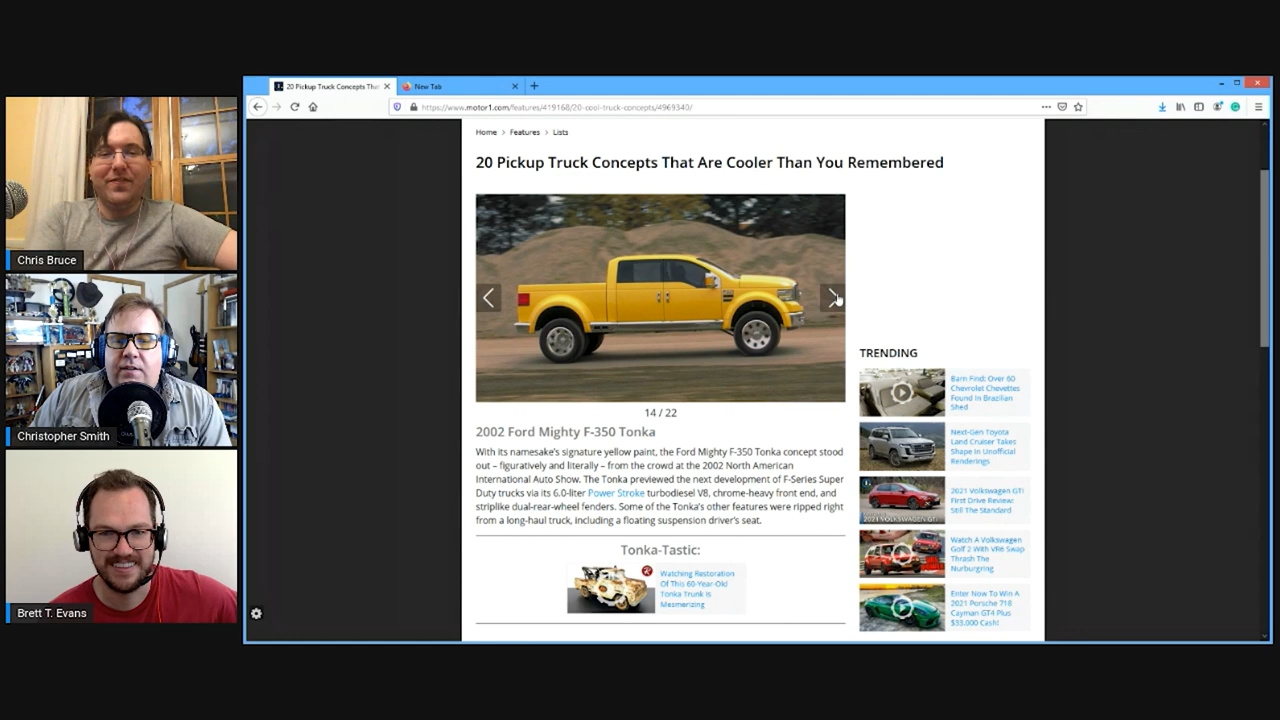 20 Pickup Truck Concepts Tha
New Tab
https://www.motor1.com/features/419168/20-cool-truck-concepts/4969340/
Home > Features > Lists
20 Pickup Truck Concepts That Are Cooler Than You Remembered
14 / 22
2002 Ford Mighty F-350 Tonka
With its namesake's signature yellow paint, the Ford Mighty F-350 Tonka concept stood
out – figuratively and literally – from the crowd at the 2002 North American
International Auto Show. The Tonka previewed the next development of F-Series Super
Duty trucks via its 6.0-liter Power Stroke turbodiesel V8, chrome-heavy front end, and
striplike dual-rear-wheel fenders. Some of the Tonka's other features were ripped right
from a long-haul truck, including a floating suspension driver's seat.
Tonka-Tastic:
Watching Restoration
Of This 60-Year-Old
Tonka Trunk Is
Mesmerizing
TRENDING
Barn Find: Over 60
Chevrolet Chevettes
Found In Brazilian
Shed
Next-Gen Toyota
Land Cruiser Takes
Shape In Unofficial
Renderings
2021 VOLKSWAGEN GTI
2021 Volkswagen GTI
First Drive Review:
Still The Standard
Watch A Volkswagen
Golf 2 With VR6 Swap
Thrash The
Nurburgring
Enter Now To Win A
2021 Porsche 718
Cayman GT4 Plus
$33,000 Cash!
Chris Bruce
Christopher Smith
Brett T. Evans